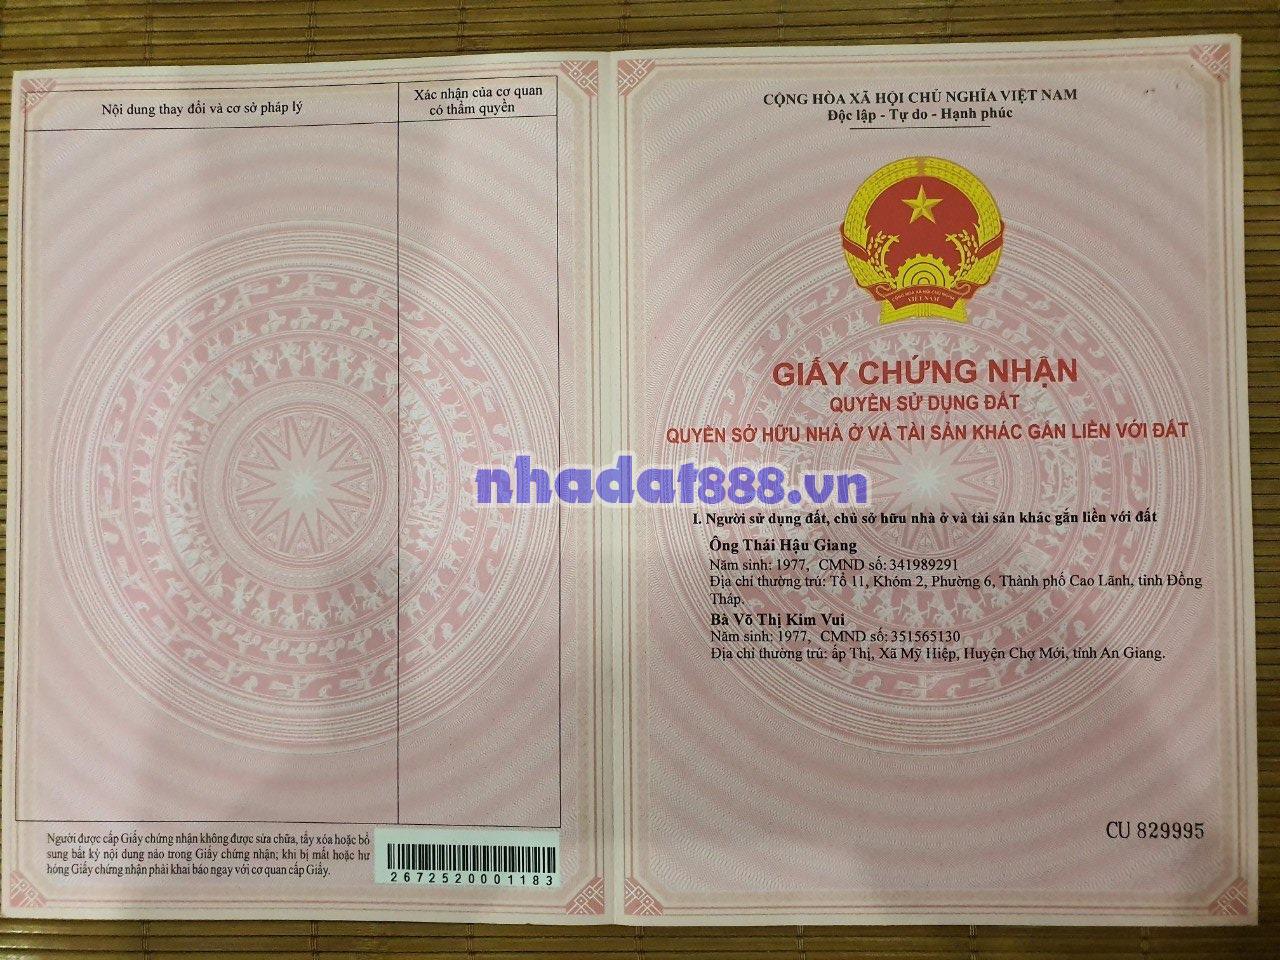 Nội dung thay đổi và cơ sở pháp lý
Xác nhận của cơ quan
có thẩm quyền
Người được cấp Giấy chứng nhận không được sửa chữa, tẩy xóa hoặc bổ
sung bất kỳ nội dung nào trong Giấy chứng nhận; khi bị mất hoặc hư
hỏng Giấy chứng nhận phải khai báo ngay với cơ quan cấp Giấy.
2672520001183
CỘNG HÒA XÃ HỘI CHỦ NGHĨA VIỆT NAM
Độc lập - Tự do - Hạnh phúc
CỘNG HÒA XÃ HỘI CHỦ NGHĨA
VIỆT NAM
GIẤY CHỨNG NHẬN
QUYỀN SỬ DỤNG ĐẤT
QUYỀN SỞ HỮU NHÀ Ở VÀ TÀI SẢN KHÁC GẮN LIỀN VỚI ĐẤT
nhadat888.vn
I. Người sử dụng đất, chủ sở hữu nhà ở và tài sản khác gắn liền với đất
Ông Thái Hậu Giang
Năm sinh: 1977, CMND số: 341989291
Địa chỉ thường trú: Tổ 11, Khóm 2, Phường 6, Thành phố Cao Lãnh, tỉnh Đồng
Tháp.
Bà Võ Thị Kim Vui
Năm sinh: 1977, CMND số: 351565130
Địa chỉ thường trú: ấp Thị, Xã Mỹ Hiệp, Huyện Chợ Mới, tỉnh An Giang.
CU 829995